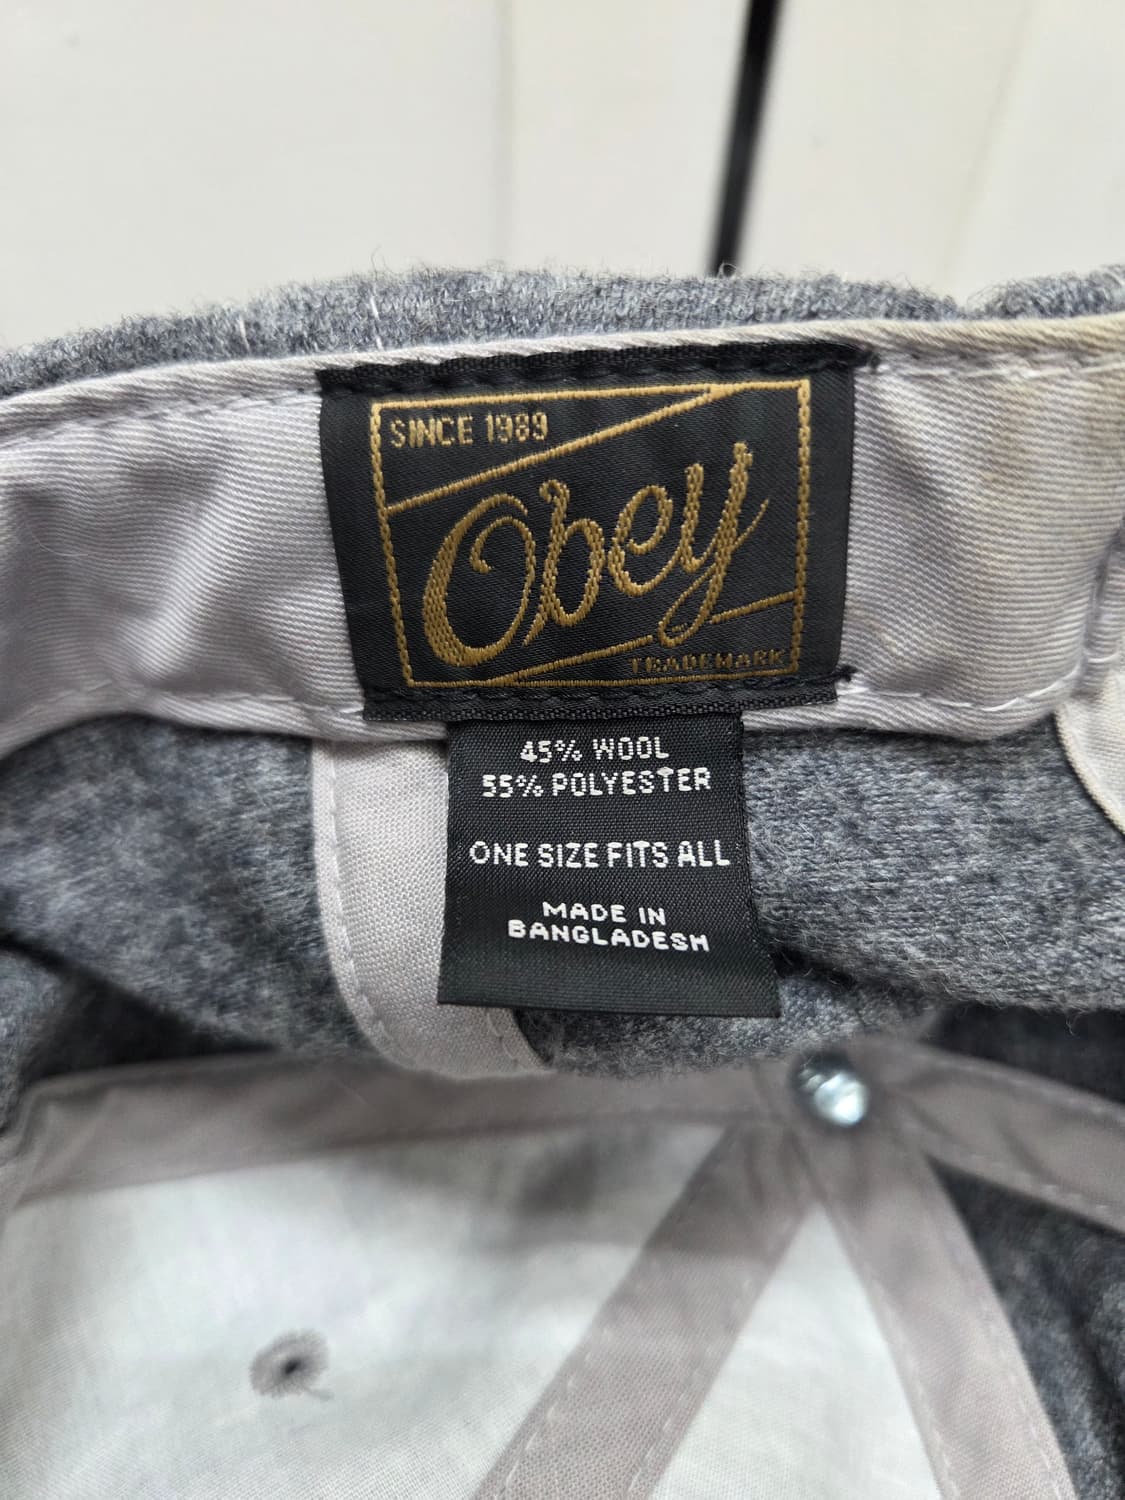 SINCE 1989
Obey
TRADEMARK
45% WOOL
55% POLYESTER
ONE SIZE FITS ALL
MADE IN
BANGLADESH